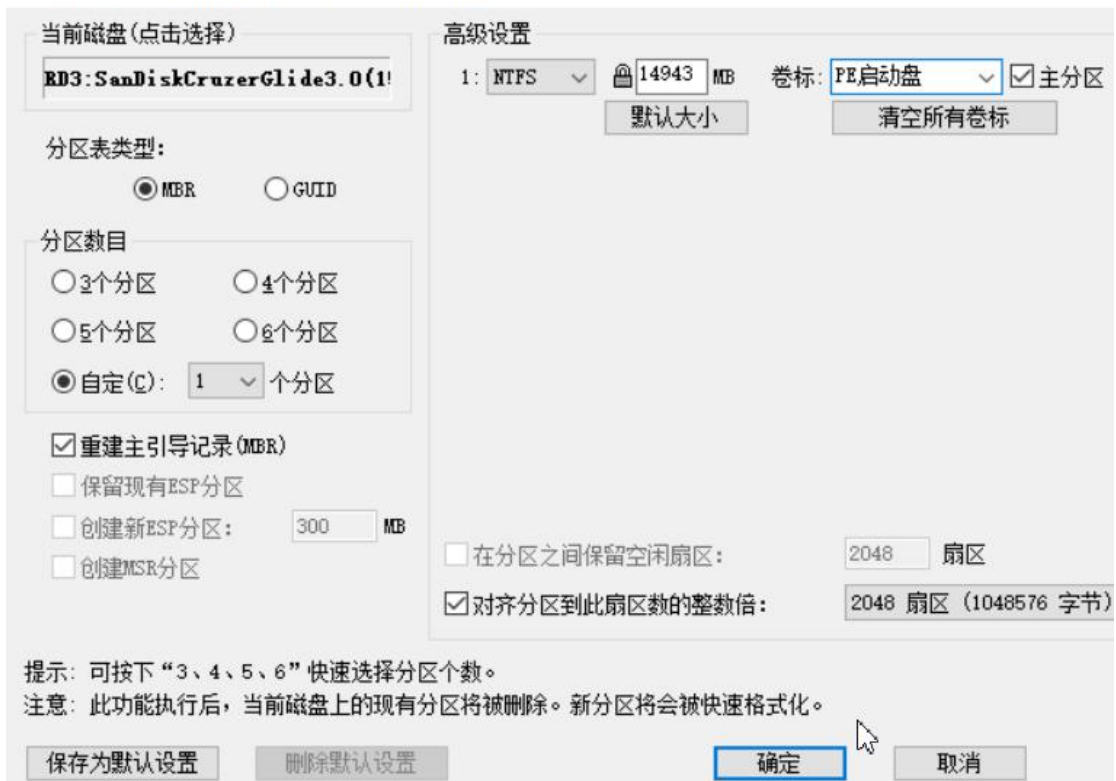 当前磁盘(点击选择)
RD3:SanDiskCruzerGlide3.0(1
分区表类型:
MBR GUID
分区数目
3个分区 4个分区
5个分区 6个分区
自定(C): 1 个分区
重建主引导记录(MBR)
保留现有ESP分区
创建新ESP分区: 300 MB
创建MSR分区
高级设置
1: NTFS 14943 MB 卷标: PE启动盘 主分区
默认大小 清空所有卷标
在分区之间保留空闲扇区: 2048 扇区
对齐分区到此扇区数的整数倍: 2048 扇区 (1048576 字节)
提示: 可按下“3、4、5、6”快速选择分区个数。
注意: 此功能执行后,当前磁盘上的现有分区将被删除。新分区将会被快速格式化。
保存为默认设置 删除默认设置 确定 取消